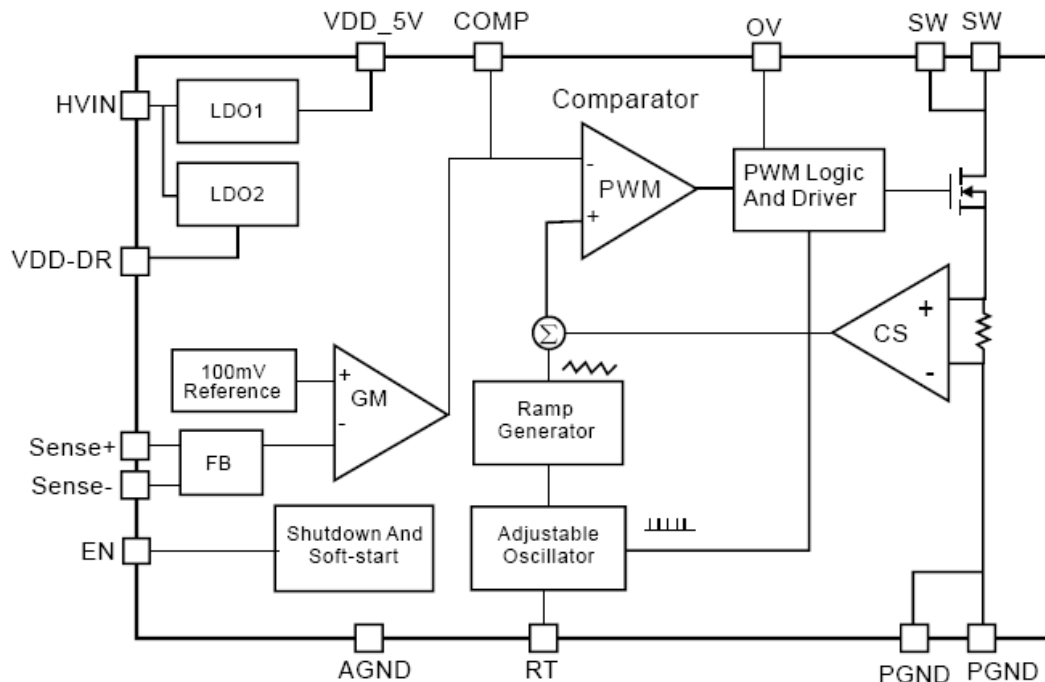 VDD_5V
COMP
OV
SW
SW
HVIN
LDO1
Comparator
-
PWM
+
PWM Logic
And Driver
LDO2
VDD-DR
Σ
+
CS
-
100mV
Reference
+
GM
-
Ramp
Generator
Sense+
FB
Sense-
EN
Shutdown And
Soft-start
Adjustable
Oscillator
AGND
RT
PGND
PGND